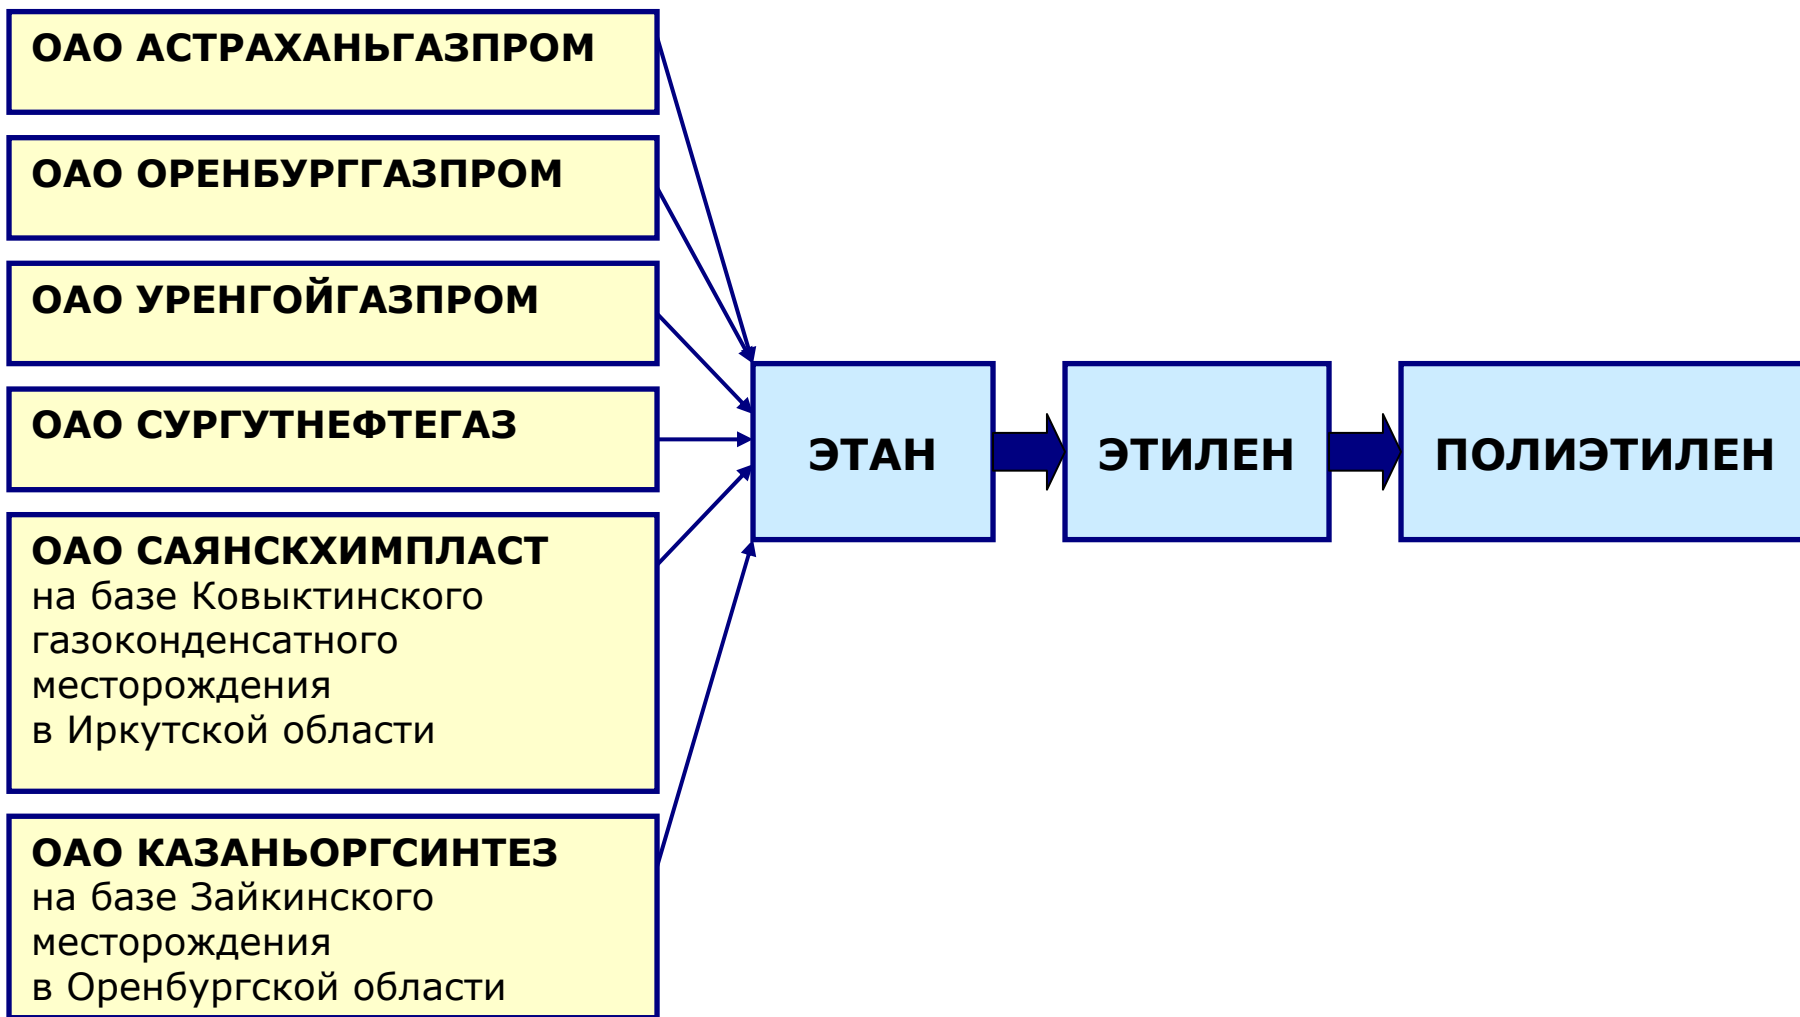 ОАО АСТРАХАНЬГАЗПРОМ
ОАО ОРЕНБУРГГАЗПРОМ
ОАО УРЕНГОЙГАЗПРОМ
ОАО СУРГУТНЕФТЕГАЗ
ОАО САЯНСКХИМПЛАСТ
на базе Ковыктинского
газоконденсатного
месторождения
в Иркутской области
ОАО КАЗАНЬОРГСИНТЕЗ
на базе Зайкинского
месторождения
в Оренбургской области
ЭТАН
ЭТИЛЕН
ПОЛИЭТИЛЕН